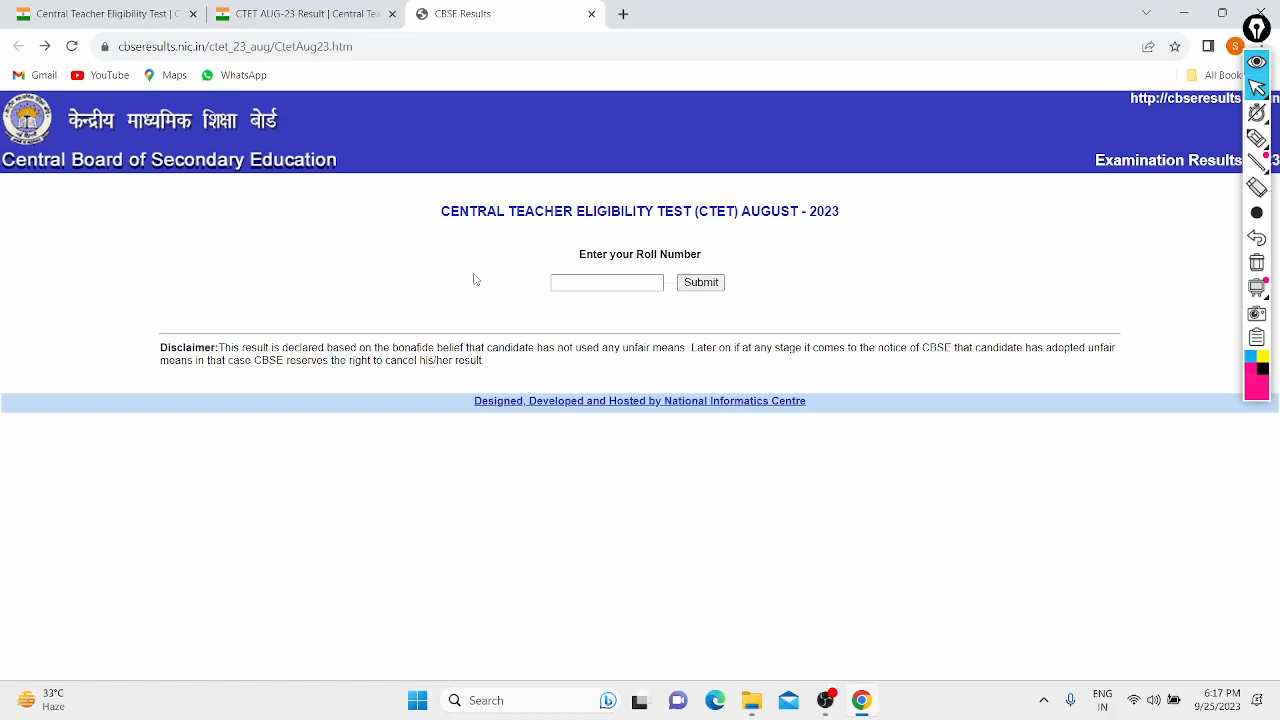 Central Teacher Eligibility Test |
CTET AUG-23 Result | Central Tea
CBSE Results
cbseresults.nic.in/ctet_23_aug/CtetAug23.htm
S
Gmail
YouTube
Maps
WhatsApp
All Book
http://cbseresults
केन्द्रीय माध्यमिक शिक्षा बोर्ड
Central Board of Secondary Education
Examination Results
CENTRAL TEACHER ELIGIBILITY TEST (CTET) AUGUST - 2023
Enter your Roll Number
Submit
Disclaimer:This result is declared based on the bonafide belief that candidate has not used any unfair means. Later on if at any stage it comes to the notice of CBSE that candidate has adopted unfair
means in that case CBSE reserves the right to cancel his/her result.
Designed, Developed and Hosted by National Informatics Centre
33°C
Haze
Search
ENG
IN
6:17 PM
9/25/2023